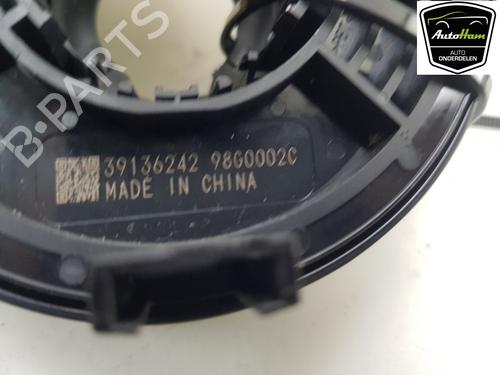 AutoHam
AUTO
ONDERDELEN
B-PARTS
39136242 98G0002C
MADE IN CHINA